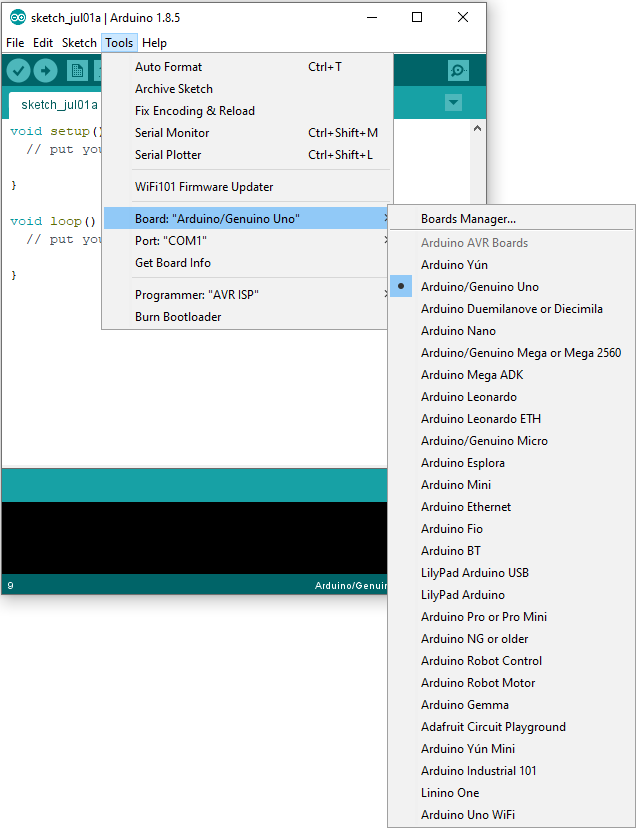 sketch_jul01a | Arduino 1.8.5
File Edit Sketch Tools Help
sketch_jul01a
void setup()
// put you
}
void loop()
// put you
}
Auto Format Ctrl+T
Archive Sketch
Fix Encoding & Reload
Serial Monitor Ctrl+Shift+M
Serial Plotter Ctrl+Shift+L
WiFi101 Firmware Updater
Board: "Arduino/Genuino Uno"
Port: "COM1"
Get Board Info
Programmer: "AVR ISP"
Burn Bootloader
Boards Manager...
Arduino AVR Boards
Arduino Yún
Arduino/Genuino Uno
Arduino Duemilanove or Diecimila
Arduino Nano
Arduino/Genuino Mega or Mega 2560
Arduino Mega ADK
Arduino Leonardo
Arduino Leonardo ETH
Arduino/Genuino Micro
Arduino Esplora
Arduino Mini
Arduino Ethernet
Arduino Fio
Arduino BT
LilyPad Arduino USB
LilyPad Arduino
Arduino Pro or Pro Mini
Arduino NG or older
Arduino Robot Control
Arduino Robot Motor
Arduino Gemma
Adafruit Circuit Playground
Arduino Yún Mini
Arduino Industrial 101
Linino One
Arduino Uno WiFi
9 Arduino/Genuin